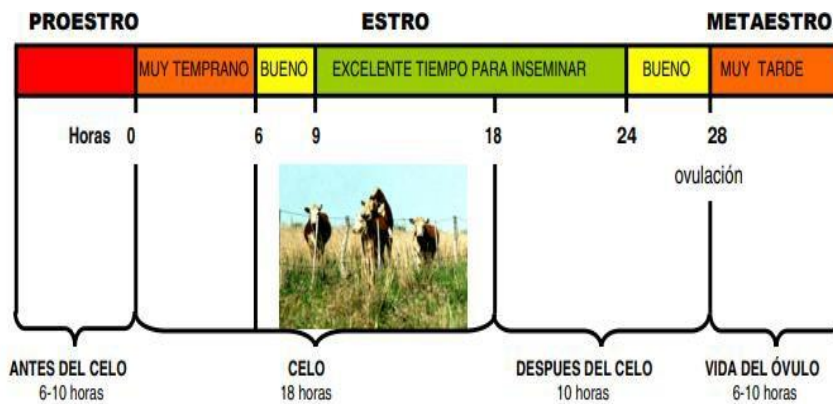 PROESTRO ESTRO METAESTRO
MUY TEMPRANO BUENO EXCELENTE TIEMPO PARA INSEMINAR BUENO MUY TARDE
Horas 0 6 9 18 24 28
ovulación
ANTES DEL CELO CELO DESPUES DEL CELO VIDA DEL ÓVULO
6-10 horas 18 horas 10 horas 6-10 horas